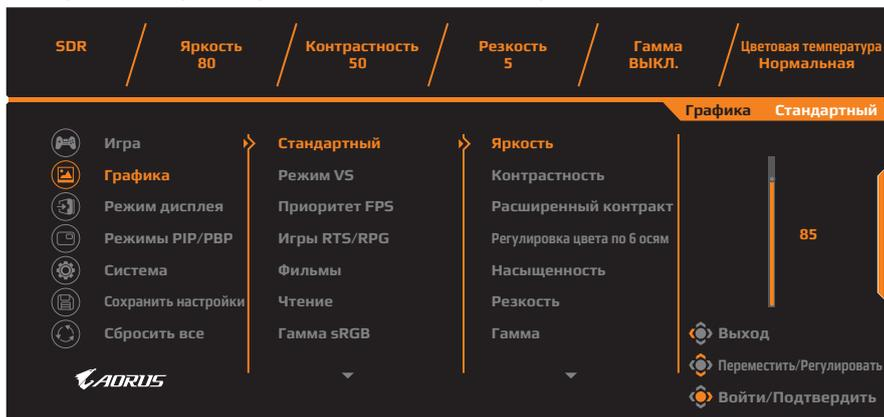 SDR
Яркость
80
Контрастность
50
Резкость
5
Гамма
ВЫКЛ.
Цветовая температура
Нормальная
Графика Стандартный
Игра
Графика
Режим дисплея
Режимы PIP/PBP
Система
Сохранить настройки
Сбросить все
Стандартный
Режим VS
Приоритет FPS
Игры RTS/RPG
Фильмы
Чтение
Гамма sRGB
Яркость
Контрастность
Расширенный контракт
Регулировка цвета по 6 осям
Насыщенность
Резкость
Гамма
85
Выход
Переместить/Регулировать
Войти/Подтвердить
AORUS